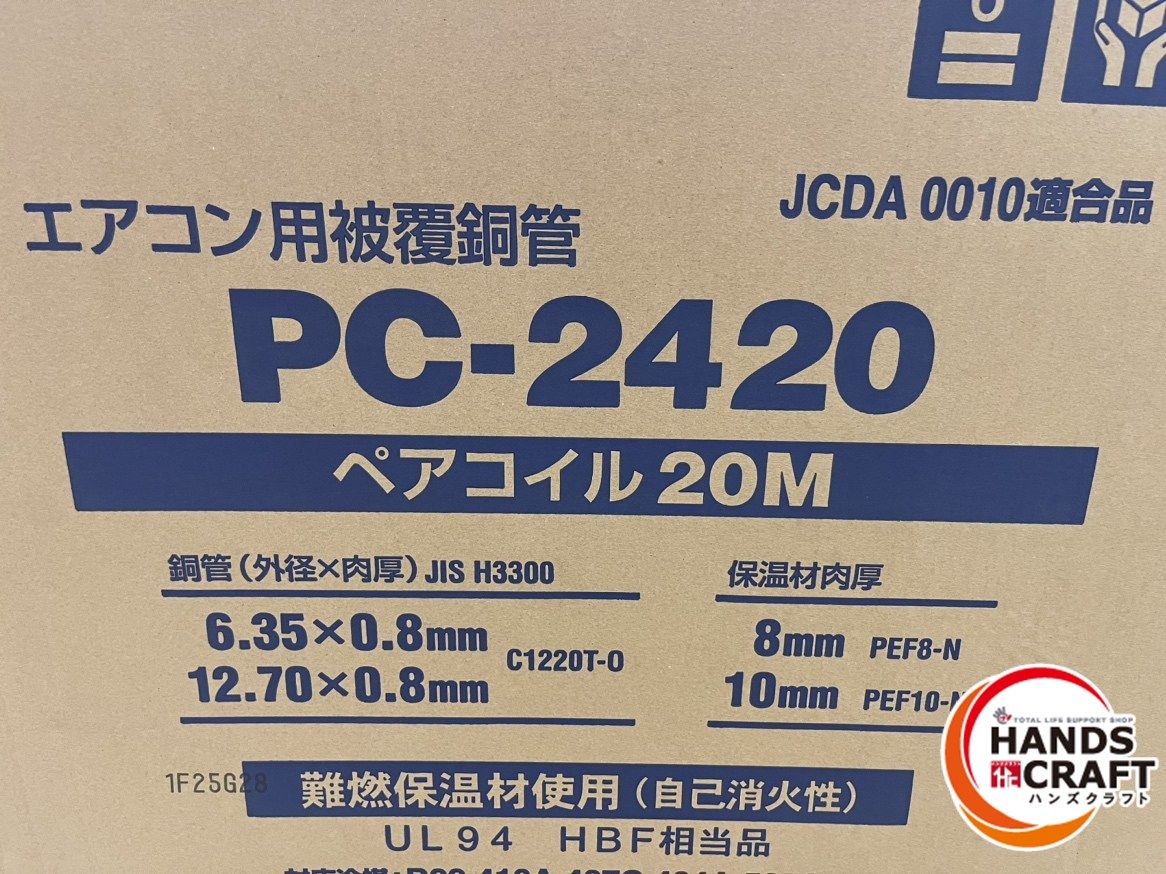 JCDA 0010適合品
エアコン用被覆銅管
PC-2420
ペアコイル 20M
銅管(外径×肉厚) JIS H3300
6.35×0.8mm
12.70×0.8mm
C1220T-O
保温材肉厚
8mm PEF8-N
10mm PEF10-N
1F25G28
難燃保温材使用(自己消火性)
UL94 HBF相当品
TOTAL LIFE SUPPORT SHOP
HANDS
CRAFT
ハンズクラフト